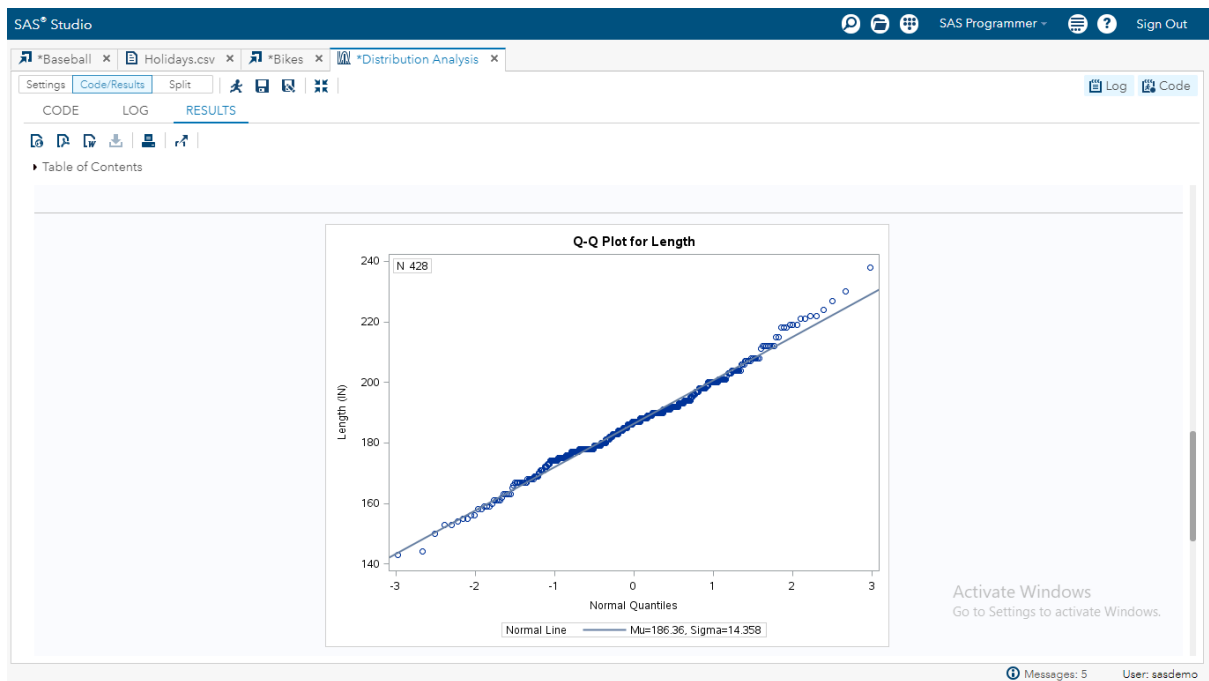 SAS® Studio
SAS Programmer
Sign Out
*Baseball
Holidays.csv
*Bikes
*Distribution Analysis
Settings Code/Results Split
Log Code
CODE LOG RESULTS
Table of Contents
Q-Q Plot for Length
N 428
240
220
200
180
160
140
Length (IN)
-3 -2 -1 0 1 2 3
Normal Quantiles
Normal Line Mu=186.36, Sigma=14.358
Activate Windows
Go to Settings to activate Windows.
Messages: 5 User: sasdemo